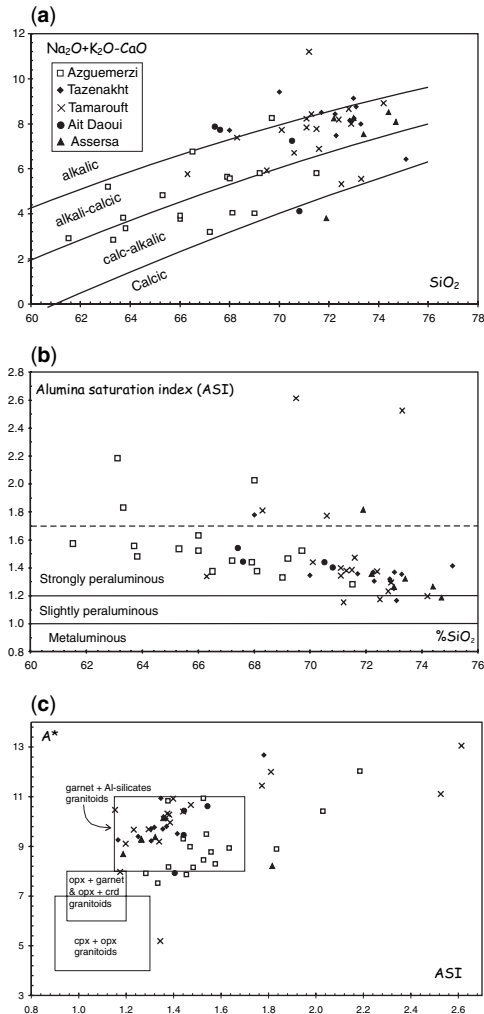 (a)
12
10
8
6
4
2
0
Na₂O+K₂O-CaO
Azguemerzi
Tazenakht
Tamarouft
Ait Daoui
Assersa
alkalic
alkali-calcic
calc-alkalic
Calcic
SiO₂
60 62 64 66 68 70 72 74 76 78
(b)
2.8
2.6
2.4
2.2
2.0
1.8
1.6
1.4
1.2
1.0
0.8
Alumina saturation index (ASI)
Strongly peraluminous
Slightly peraluminous
Metaluminous
%SiO₂
60 62 64 66 68 70 72 74 76
(c)
13
11
9
7
5
3
A*
garnet + Al-silicates
granitoids
opx + garnet
& opx + crd
granitoids
cpx + opx
granitoids
ASI
0.8 1.0 1.2 1.4 1.6 1.8 2.0 2.2 2.4 2.6